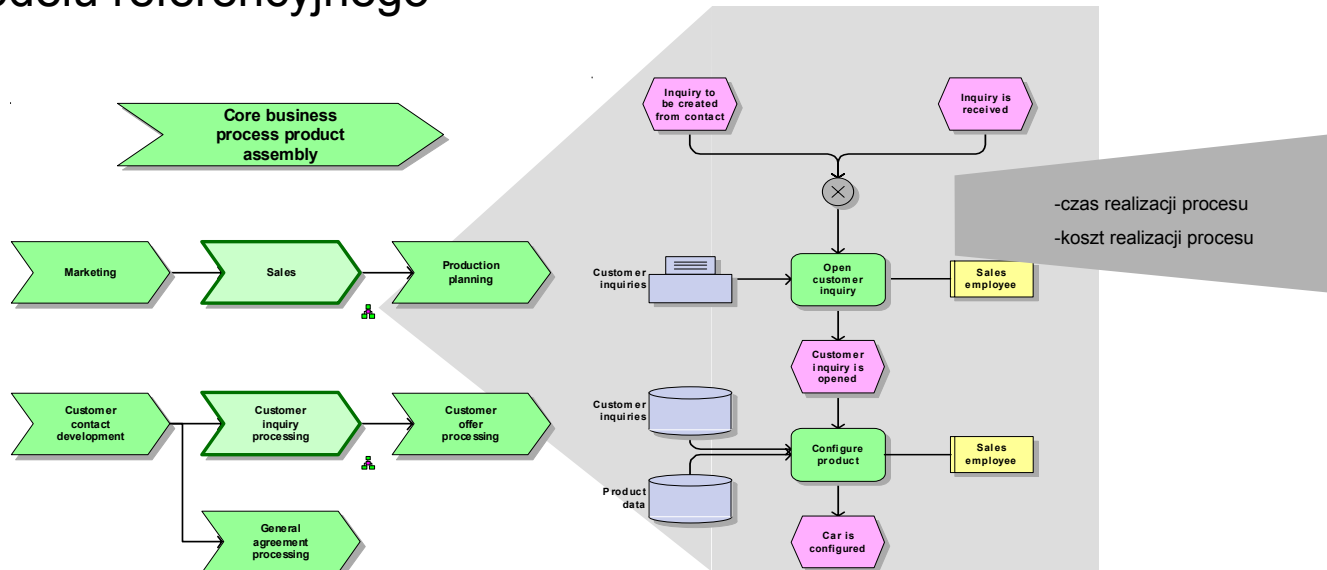 referencyjnego
Core business
process product
assembly
Marketing
Sales
Production
planning
Customer
contact
development
Customer
inquiry
processing
Customer
offer
processing
General
agreement
processing
Inquiry to
be created
from contact
Inquiry is
received
Customer
inquiries
Open
customer
inquiry
Sales
employee
Customer
inquiry is
opened
Customer
inquiries
Product
data
Configure
product
Sales
employee
Car is
configured
-czas realizacji procesu
-koszt realizacji procesu